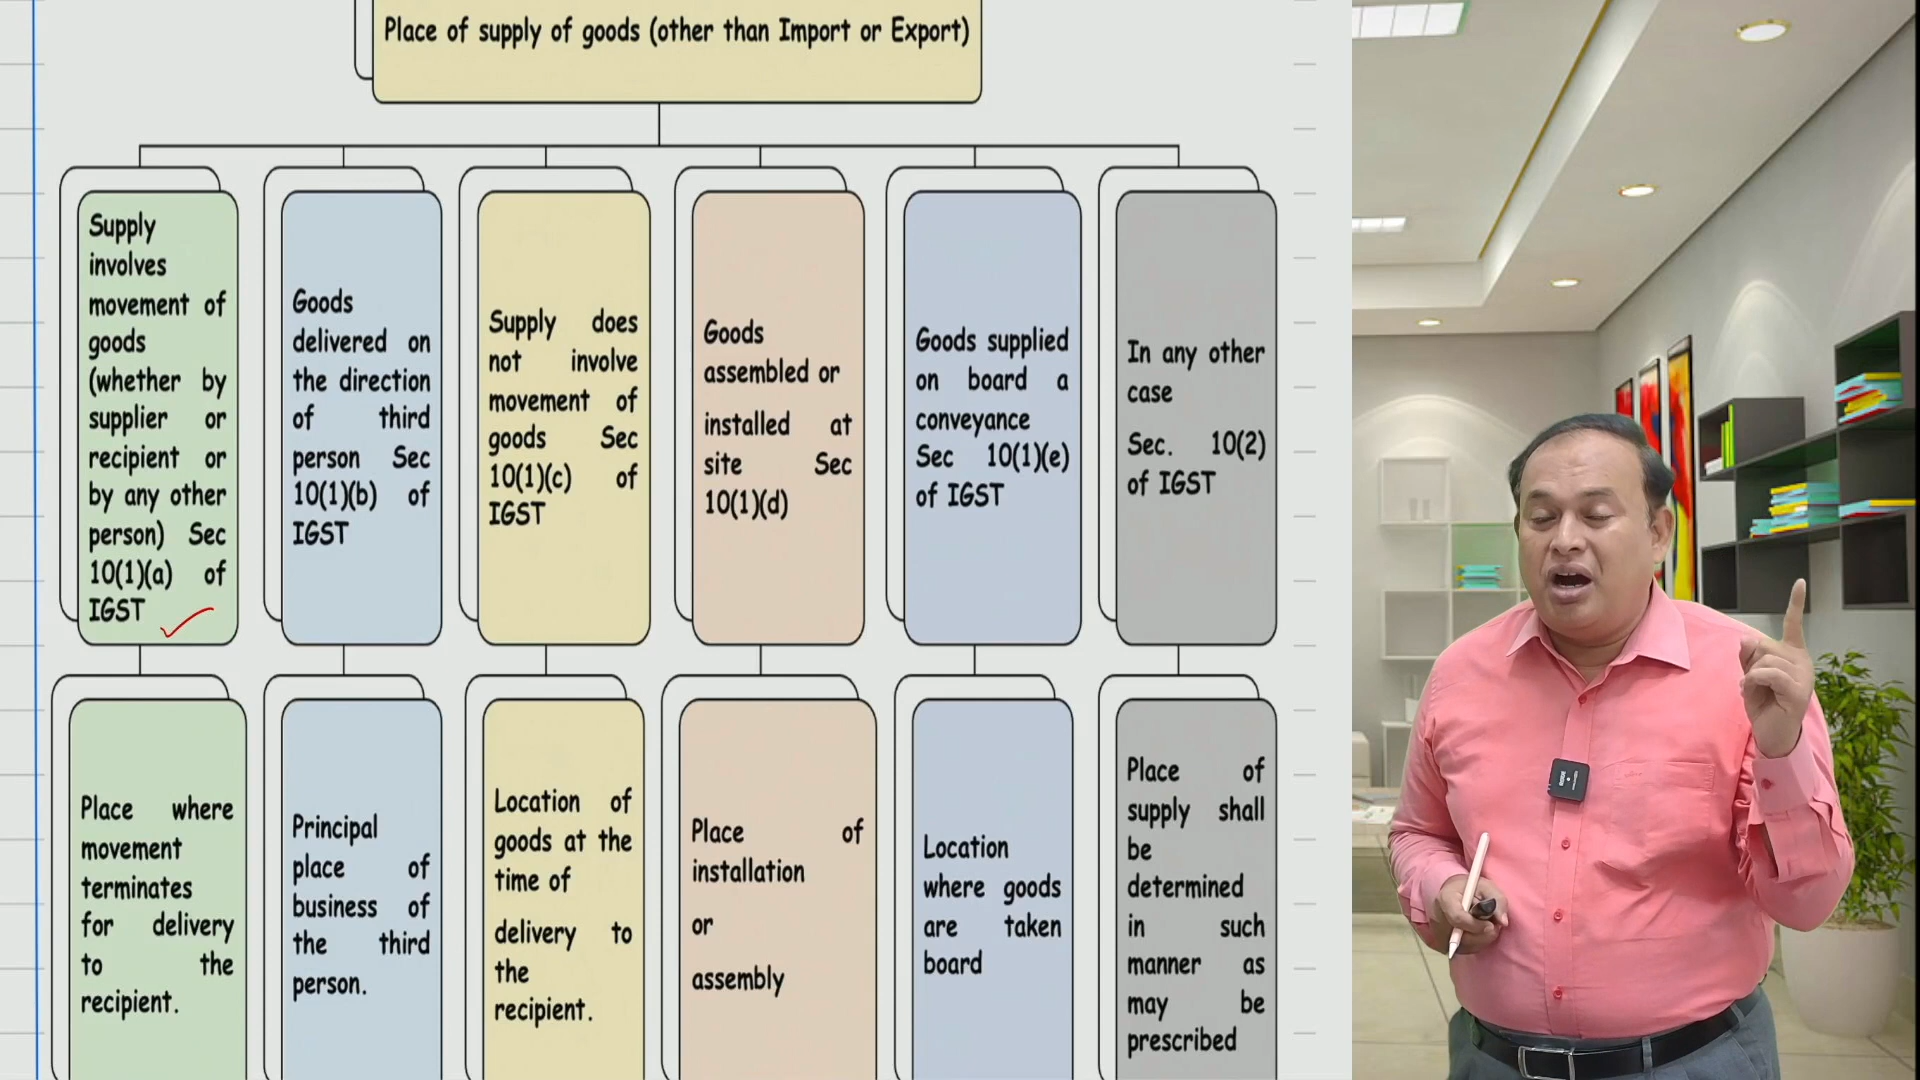 Place of supply of goods (other than Import or Export)
Supply
involves
movement of
goods
(whether by
supplier or
recipient or
by any other
person) Sec
10(1)(a) of
IGST
Goods
delivered on
the direction
of third
person Sec
10(1)(b) of
IGST
Supply does
not involve
movement of
goods Sec
10(1)(c) of
IGST
Goods
assembled or
installed at
site Sec
10(1)(d)
Goods supplied
on board a
conveyance
Sec 10(1)(e)
of IGST
In any other
case
Sec. 10(2)
of IGST
Place where
movement
terminates
for delivery
to the
recipient.
Principal
place of
business of
the third
person.
Location of
goods at the
time of
delivery to
the
recipient.
Place of
installation
or
assembly
Location
where goods
are taken
board
Place of
supply shall
be
determined
in such
manner as
may be
prescribed